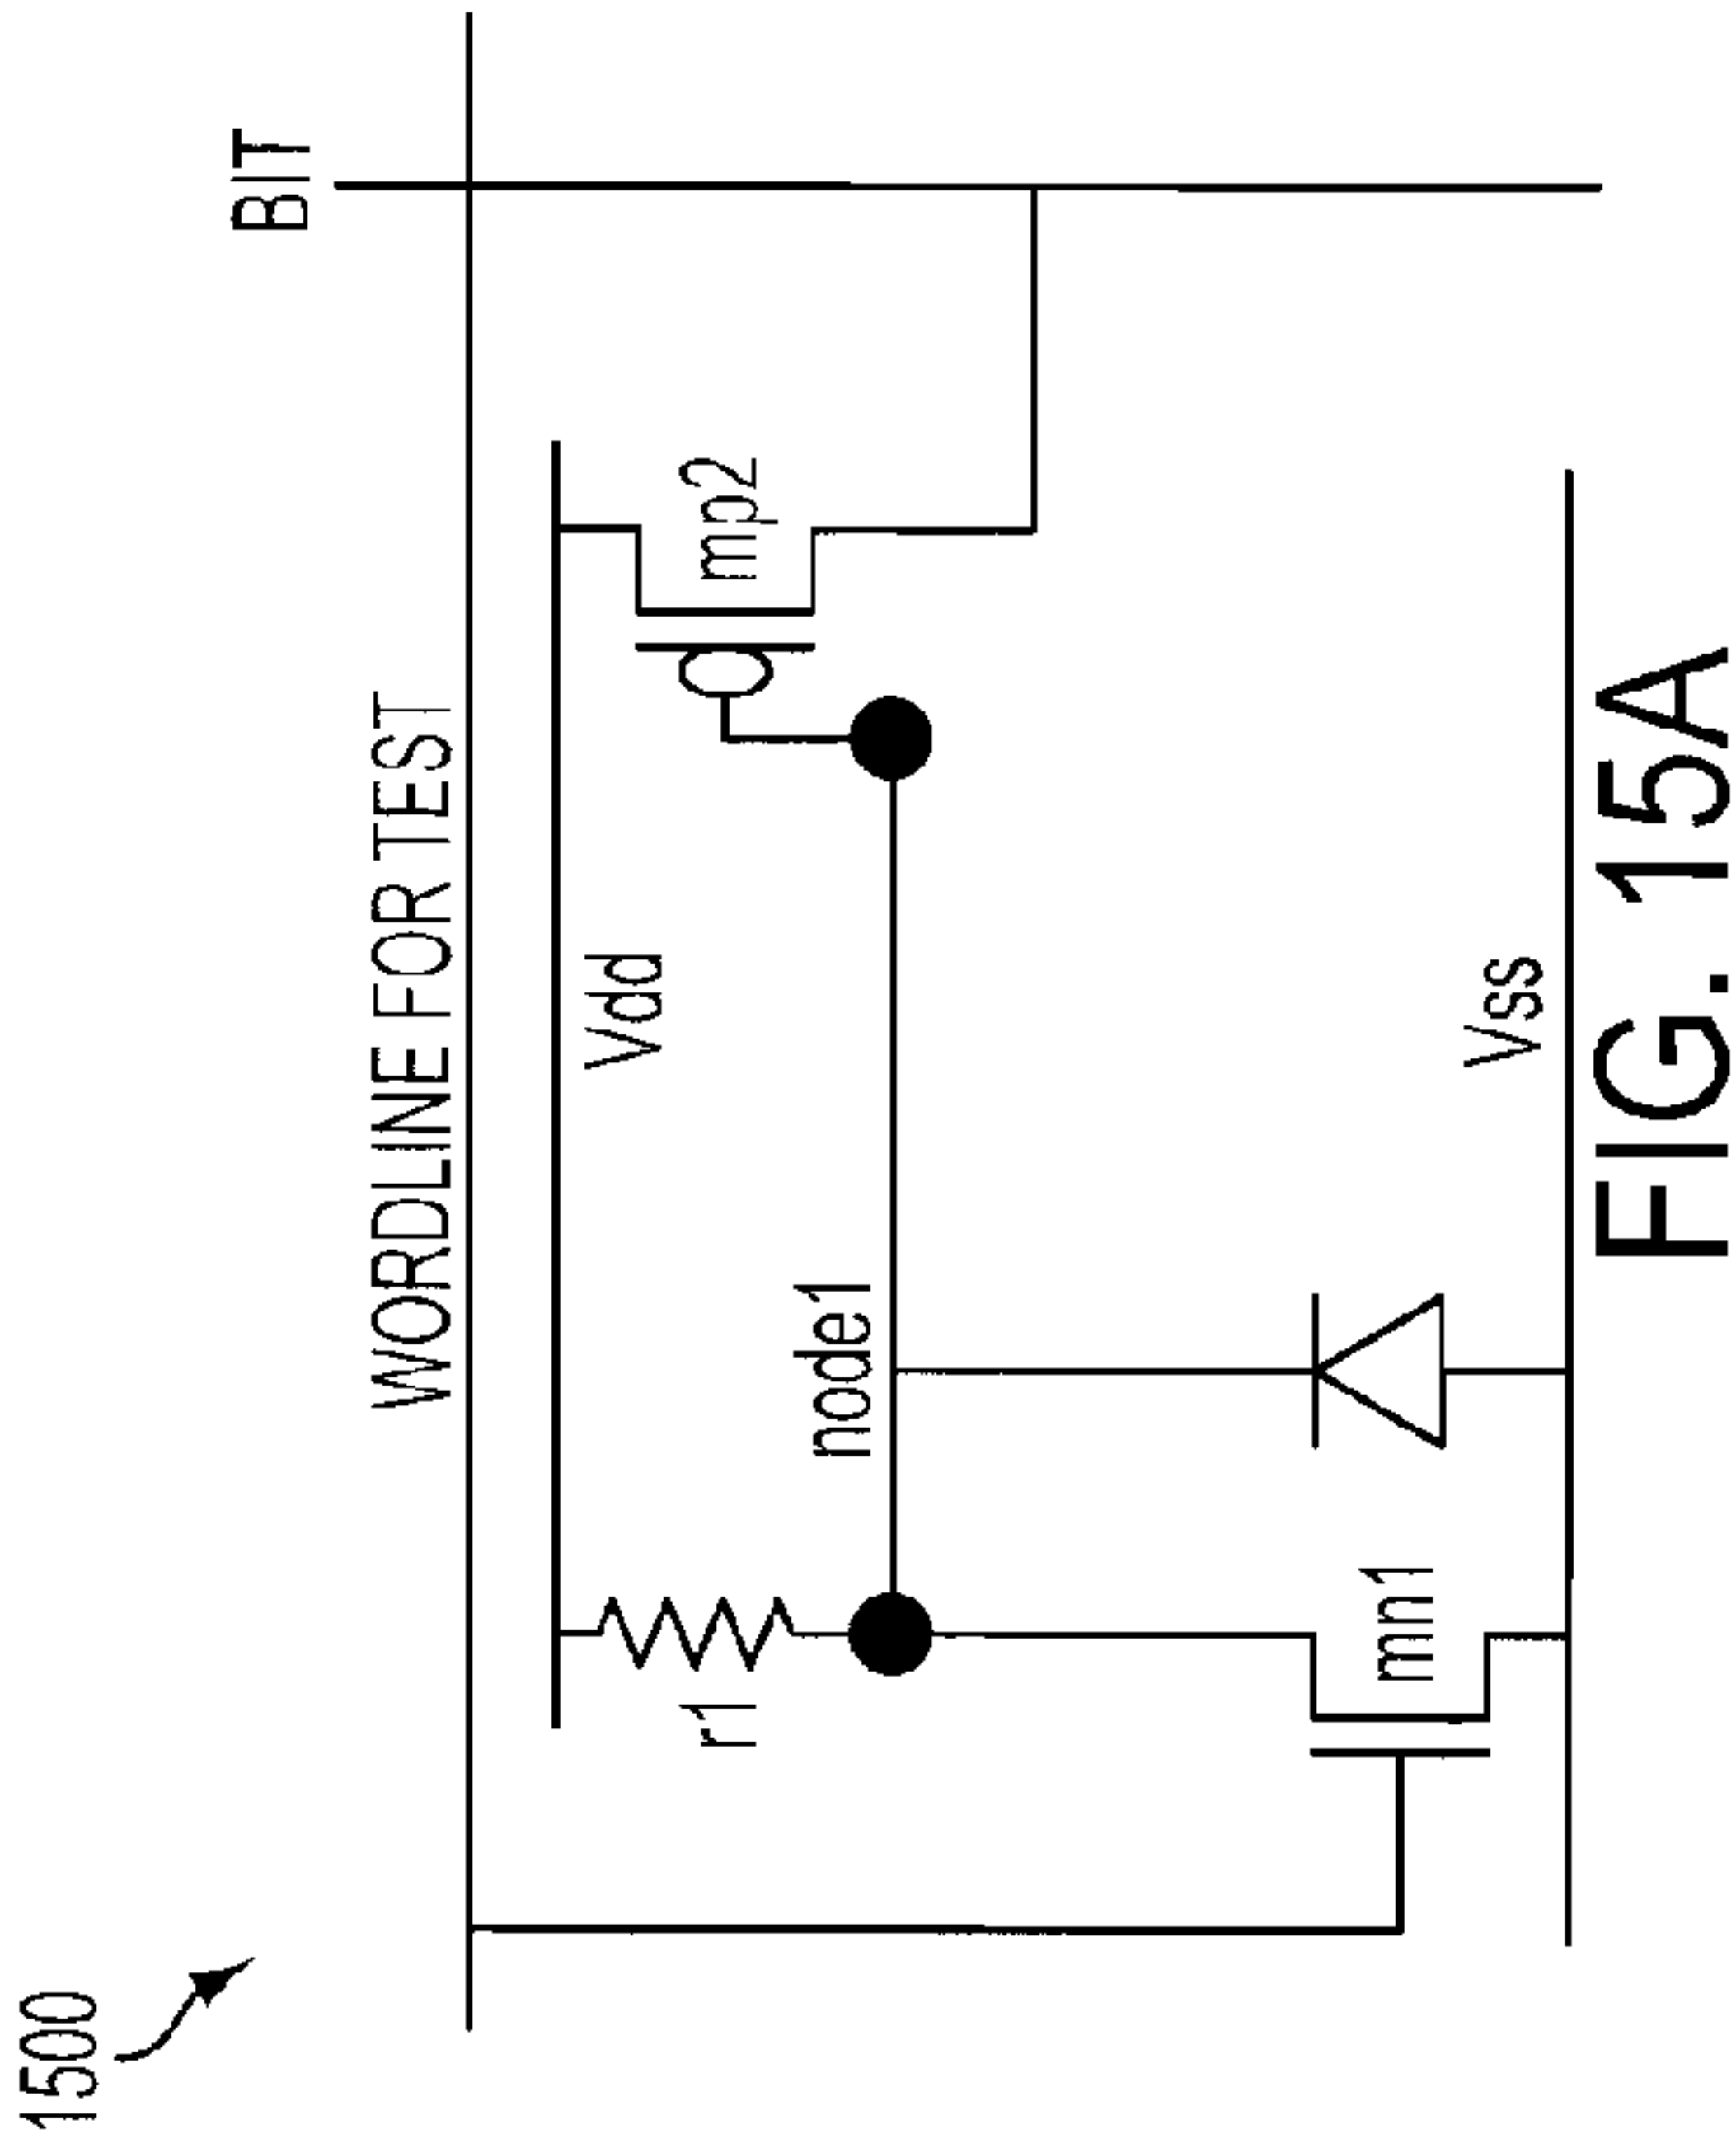 1500
BIT
WORDLINE FOR TEST
Vdd
r1
mp2
node1
mn1
Vss
FIG. 15A